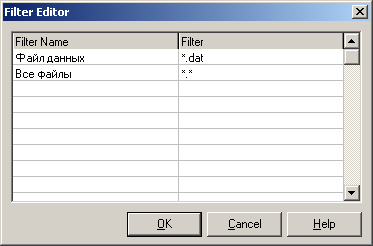 Filter Editor
Filter Name Filter
Файл данных *.dat
Все файлы *.*
OK Cancel Help